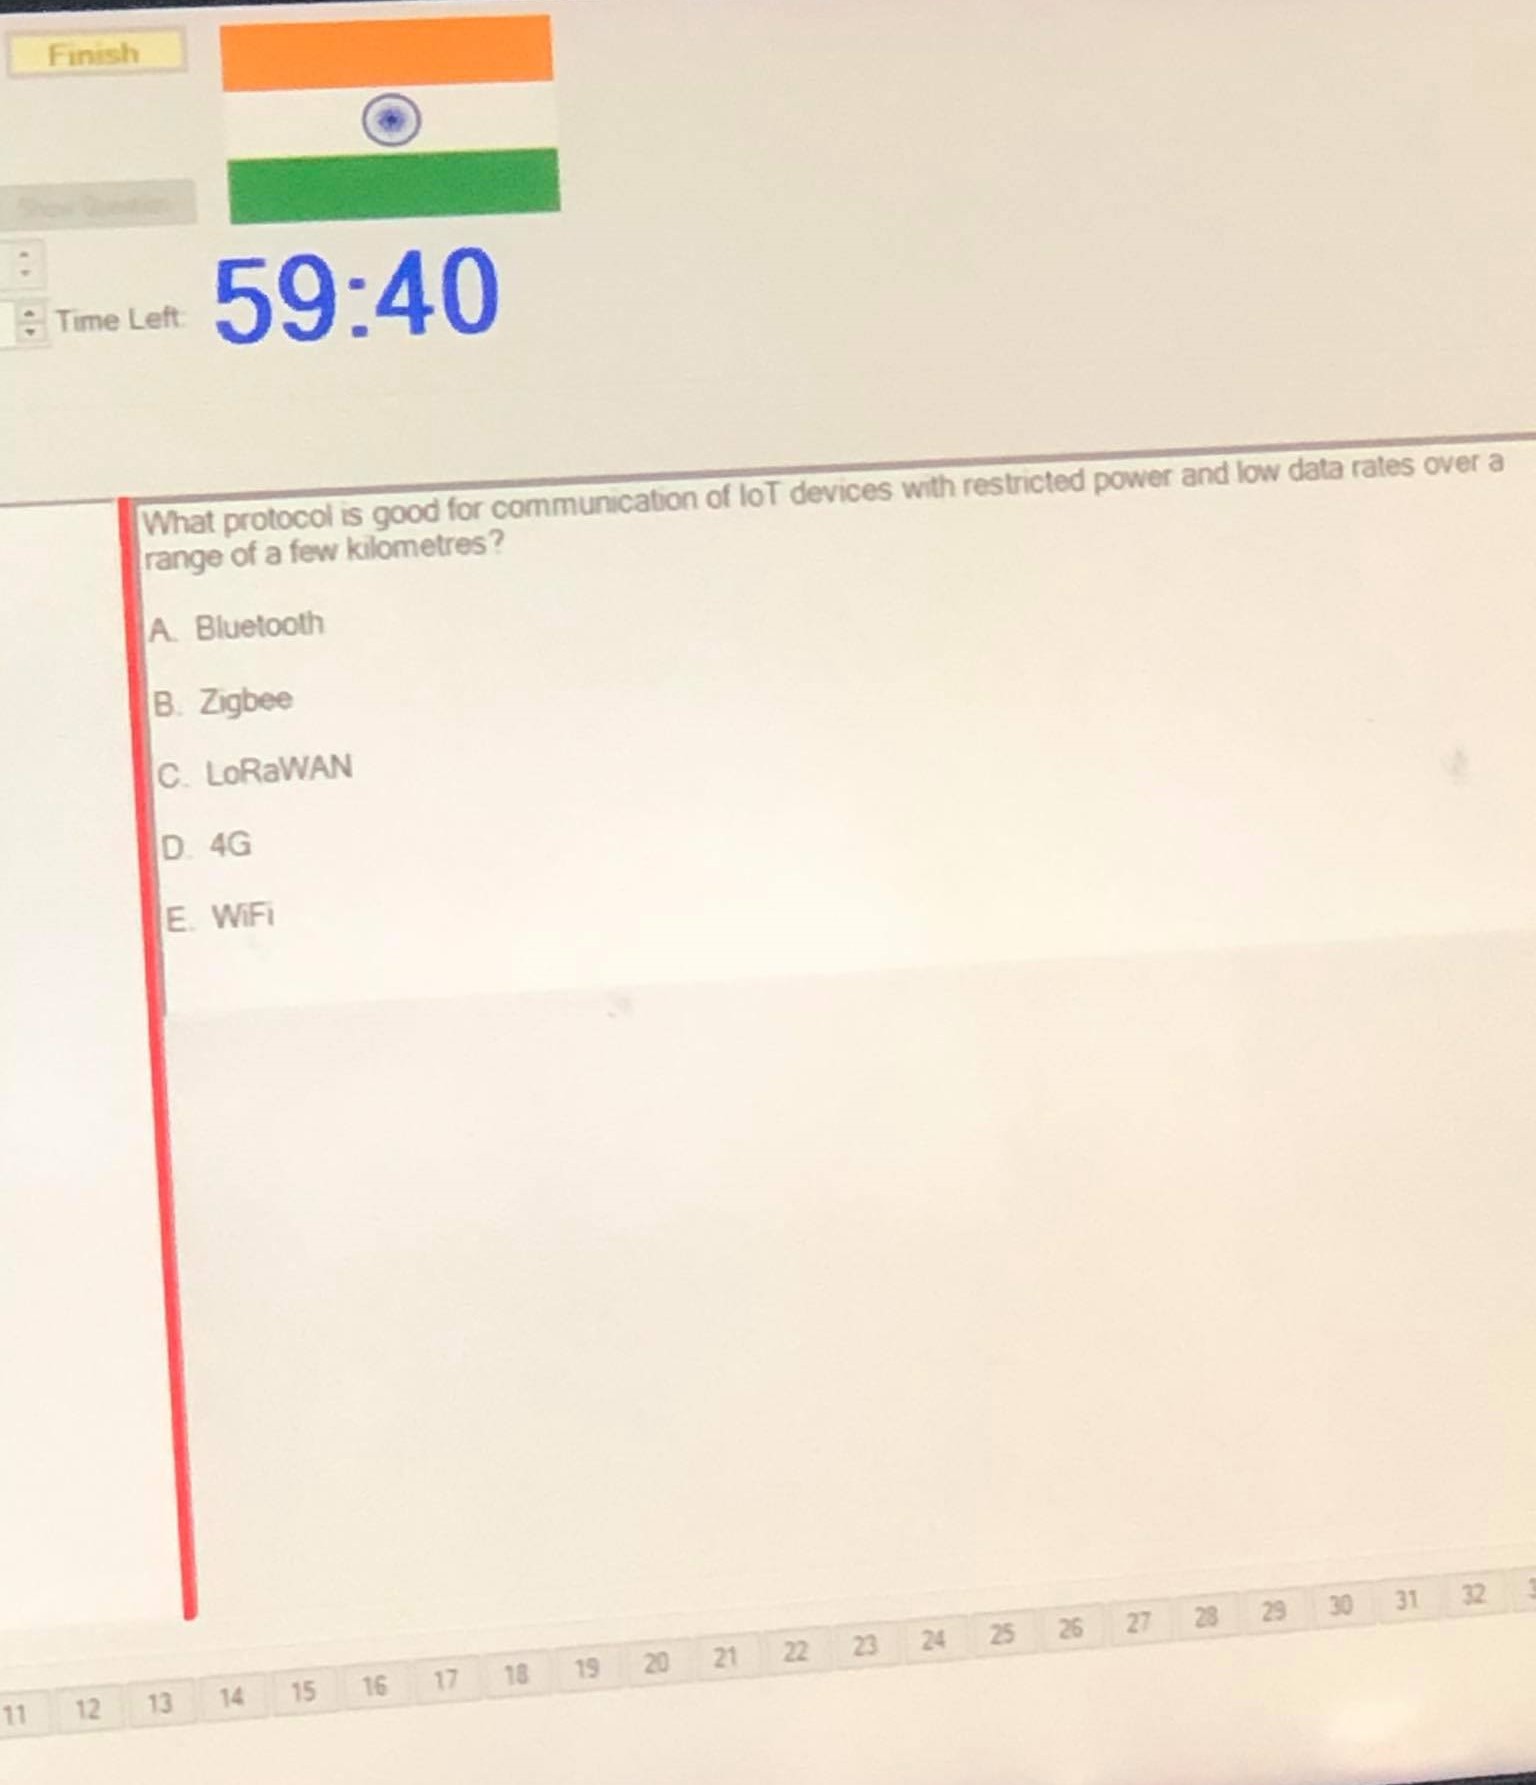 Finish
Show Question
Time Left: 59:40
What protocol is good for communication of IoT devices with restricted power and low data rates over a
range of a few kilometres?
A. Bluetooth
B. Zigbee
C. LoRaWAN
D. 4G
E. WiFi
11 12 13 14 15 16 17 18 19 20 21 22 23 24 25 26 27 28 29 30 31 32